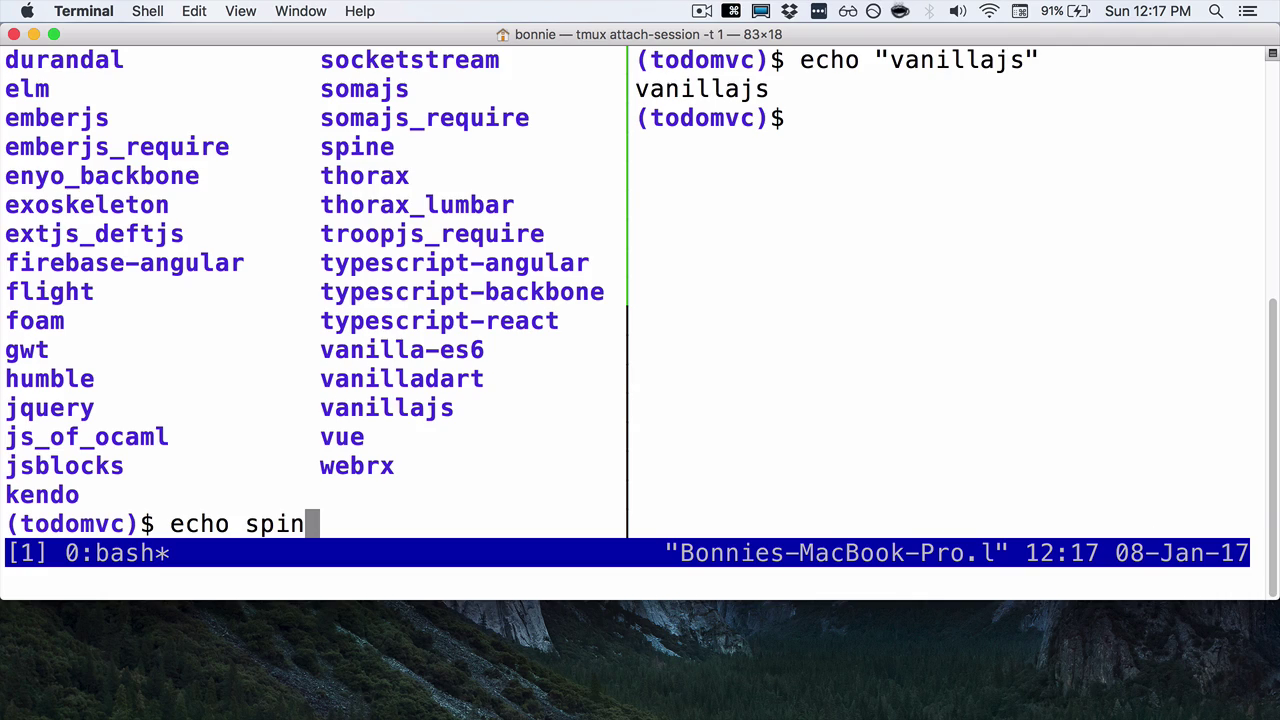 Terminal Shell Edit View Window Help 91% Sun 12:17 PM
bonnie — tmux attach-session -t 1 — 83×18
durandal socketstream
elm somajs
emberjs somajs_require
emberjs_require spine
enyo_backbone thorax
exoskeleton thorax_lumbar
extjs_deftjs troopjs_require
firebase-angular typescript-angular
flight typescript-backbone
foam typescript-react
gwt vanilla-es6
humble vanilladart
jquery vanillajs
js_of_ocaml vue
jsblocks webrx
kendo
(todomvc)$ echo spin
(todomvc)$ echo "vanillajs"
vanillajs
(todomvc)$
[1] 0:bash* "Bonnies-MacBook-Pro.l" 12:17 08-Jan-17